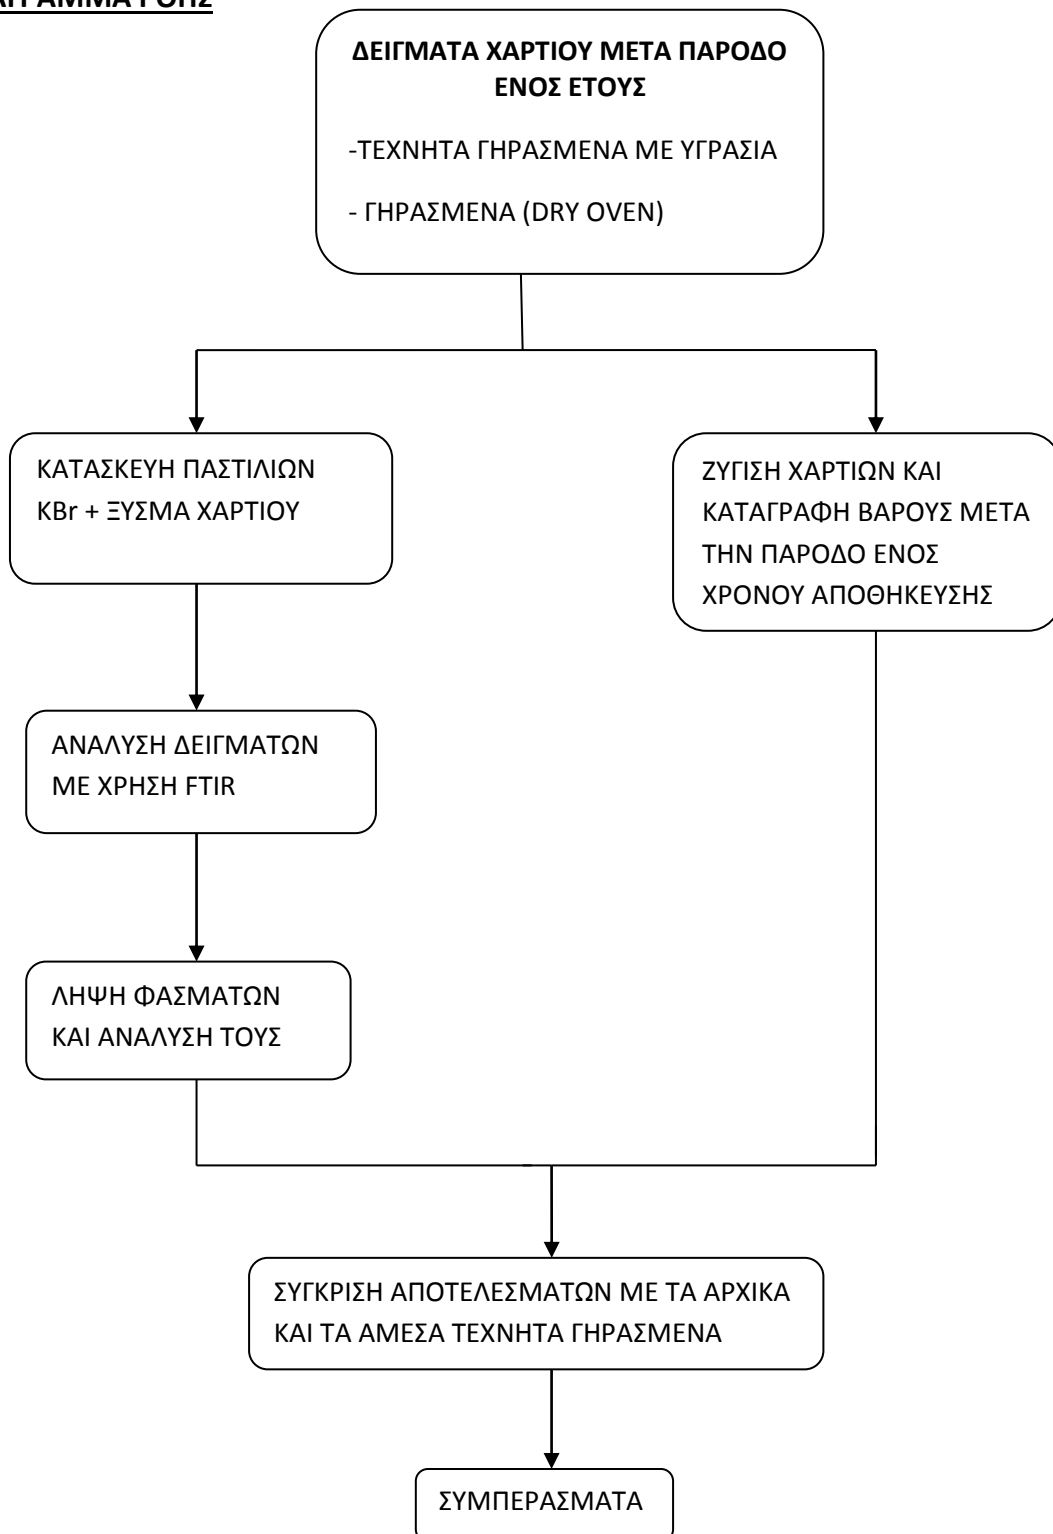 ΔΕΙΓΜΑΤΑ ΧΑΡΤΙΟΥ ΜΕΤΑ ΠΑΡΟΔΟ
ΕΝΟΣ ΕΤΟΥΣ
-ΤΕΧΝΗΤΑ ΓΗΡΑΣΜΕΝΑ ΜΕ ΥΓΡΑΣΙΑ
- ΓΗΡΑΣΜΕΝΑ (DRY OVEN)
ΚΑΤΑΣΚΕΥΗ ΠΑΣΤΙΛΙΩΝ
KBr + ΞΥΣΜΑ ΧΑΡΤΙΟΥ
ΖΥΓΙΣΗ ΧΑΡΤΙΩΝ ΚΑΙ
ΚΑΤΑΓΡΑΦΗ ΒΑΡΟΥΣ ΜΕΤΑ
ΤΗΝ ΠΑΡΟΔΟ ΕΝΟΣ
ΧΡΟΝΟΥ ΑΠΟΘΗΚΕΥΣΗΣ
ΑΝΑΛΥΣΗ ΔΕΙΓΜΑΤΩΝ
ΜΕ ΧΡΗΣΗ FTIR
ΛΗΨΗ ΦΑΣΜΑΤΩΝ
ΚΑΙ ΑΝΑΛΥΣΗ ΤΟΥΣ
ΣΥΓΚΡΙΣΗ ΑΠΟΤΕΛΕΣΜΑΤΩΝ ΜΕ ΤΑ ΑΡΧΙΚΑ
ΚΑΙ ΤΑ ΑΜΕΣΑ ΤΕΧΝΗΤΑ ΓΗΡΑΣΜΕΝΑ
ΣΥΜΠΕΡΑΣΜΑΤΑ